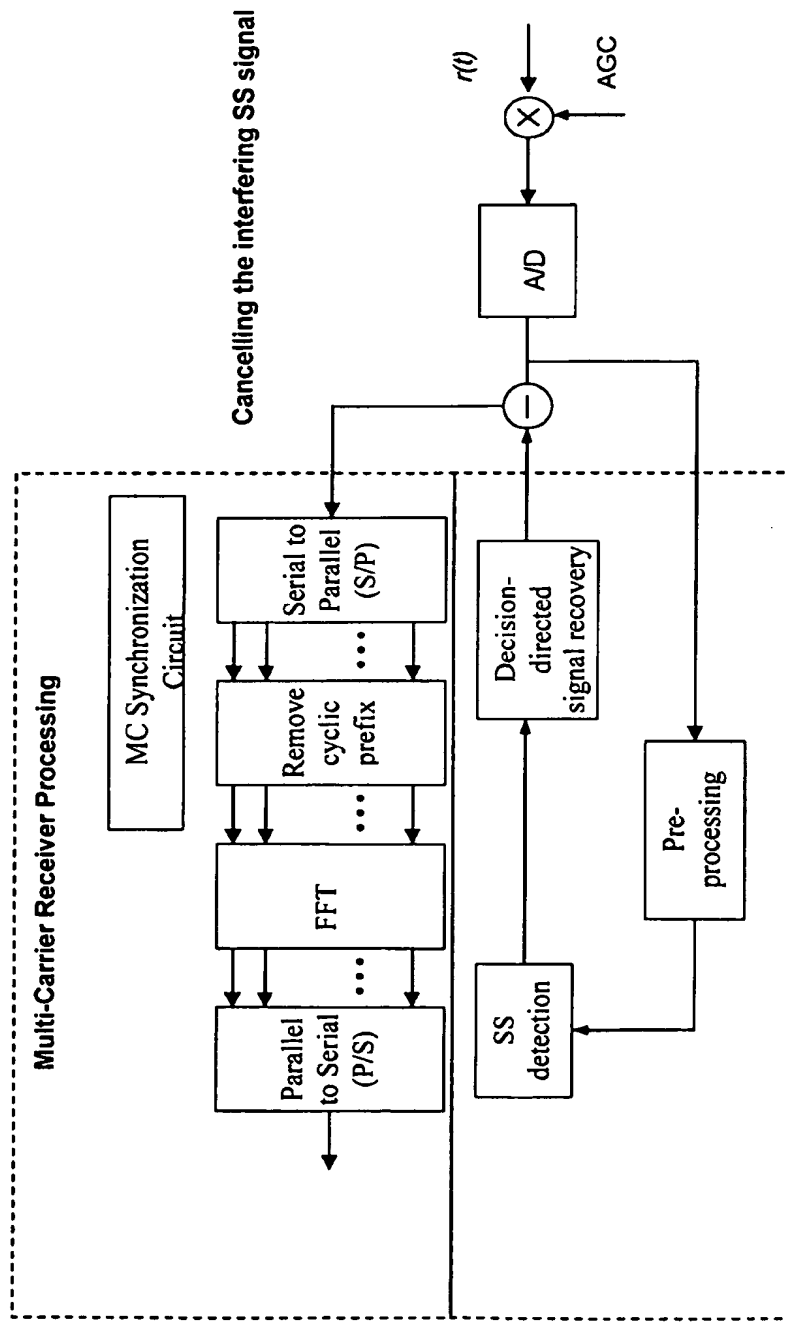 Multi-Carrier Receiver Processing
MC Synchronization
Circuit
Parallel
to Serial
(P/S)
FFT
Remove
cyclic
prefix
Serial to
Parallel
(S/P)
Cancelling the interfering SS signal
SS
detection
Decision-
directed
signal recovery
Pre-
processing
A/D
r(t)
AGC